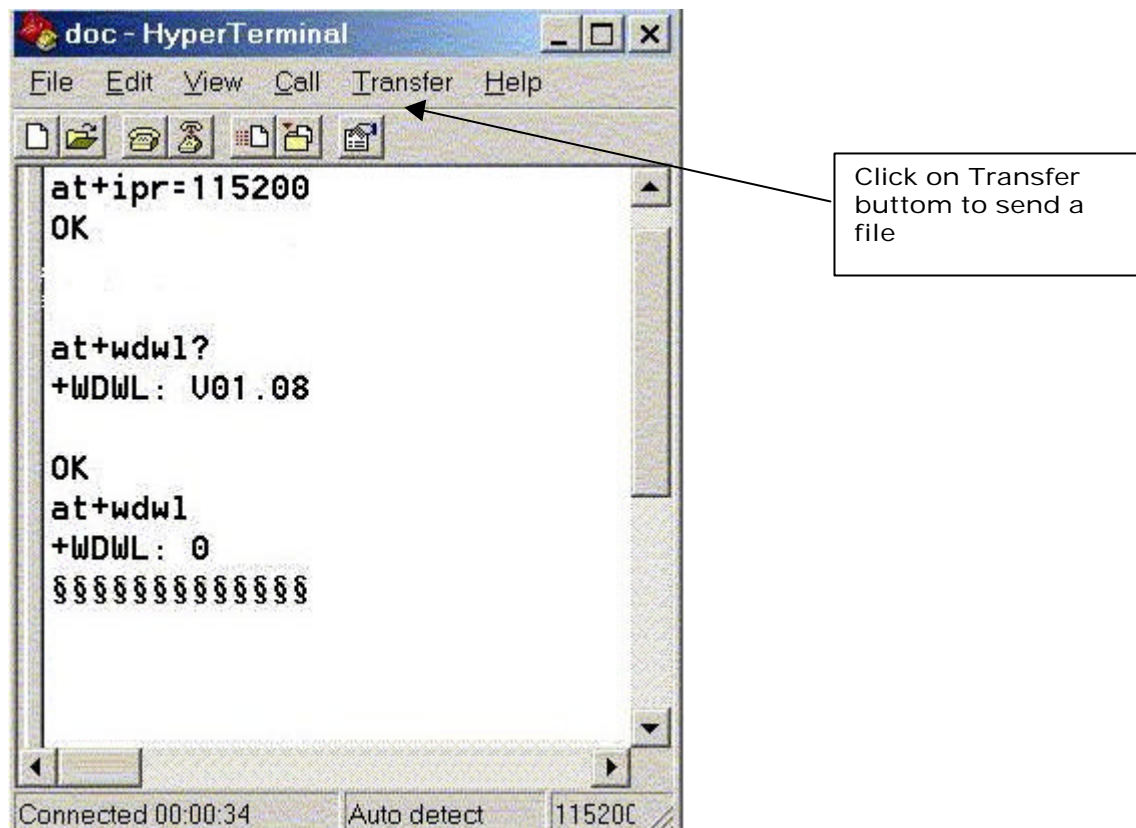 doc - HyperTerminal
File Edit View Call Transfer Help
at+ipr=115200
OK
at+wdwl?
+WDWL: V01.08
OK
at+wdwl
+WDWL: 0
§§§§§§§§§§§§§
Connected 00:00:34 Auto detect 115200
Click on Transfer
buttom to send a
file